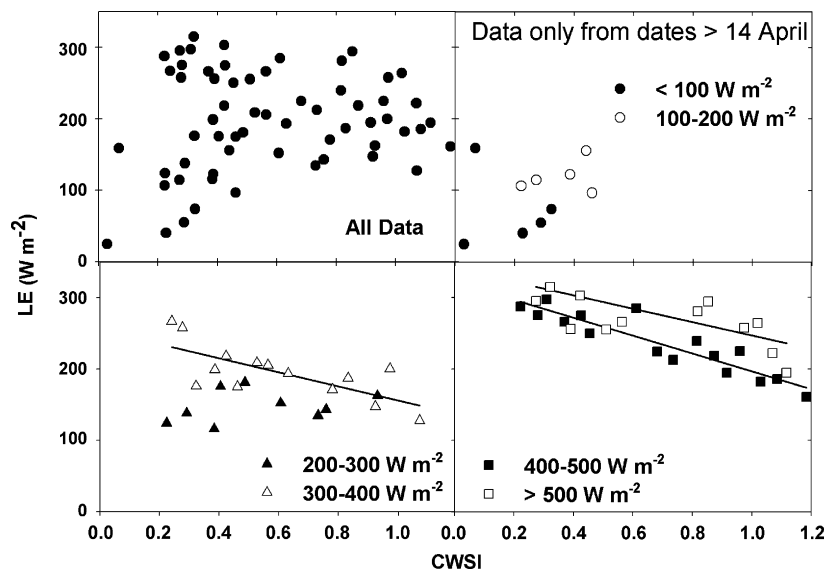 Data only from dates > 14 April
< 100 W m-2
100-200 W m-2
All Data
300
200
100
0
LE (W m-2)
300
200
100
0
200-300 W m-2
300-400 W m-2
400-500 W m-2
> 500 W m-2
0.0 0.2 0.4 0.6 0.8 1.0 0.0 0.2 0.4 0.6 0.8 1.0 1.2
CWSI